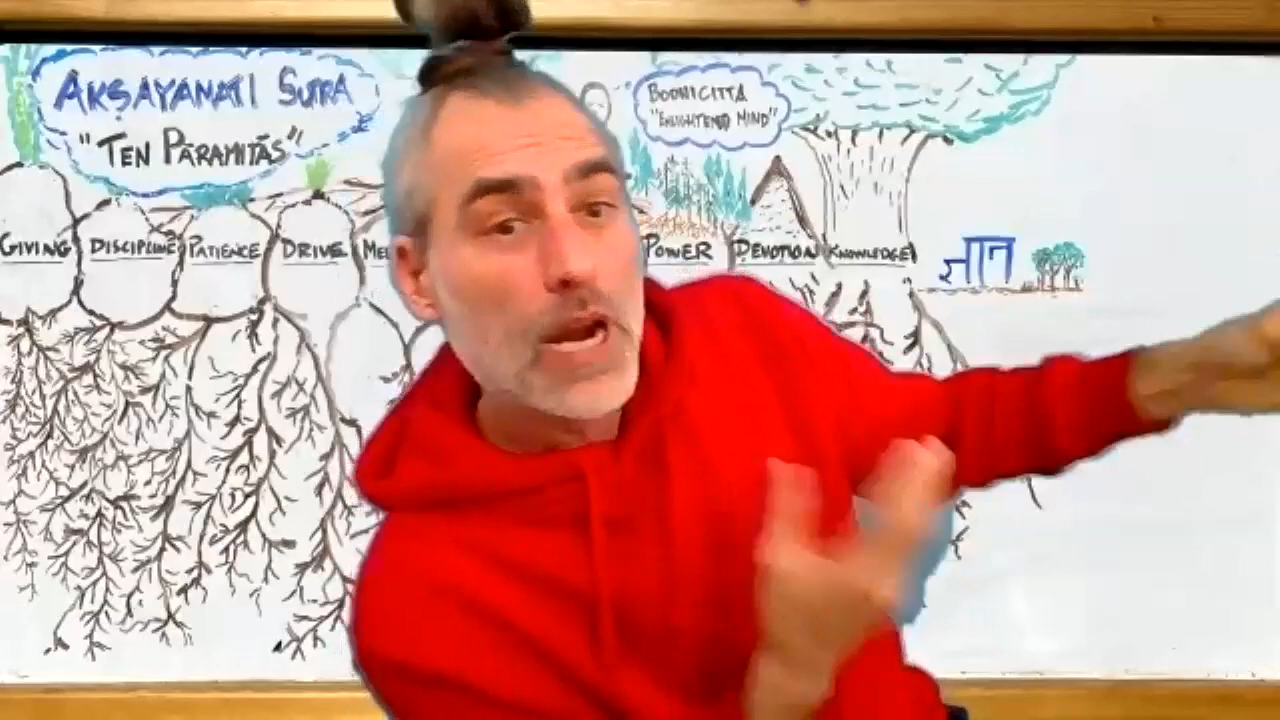 AKṢAYANATI SUTRA
"TEN PĀRAMITĀS"
BODHICITTA
"ENLIGHTENED MIND"
GIVING
DISCIPLINE
PATIENCE
DRIVE
POWER
DEVOTION
KNOWLEDGE
ज्ञान